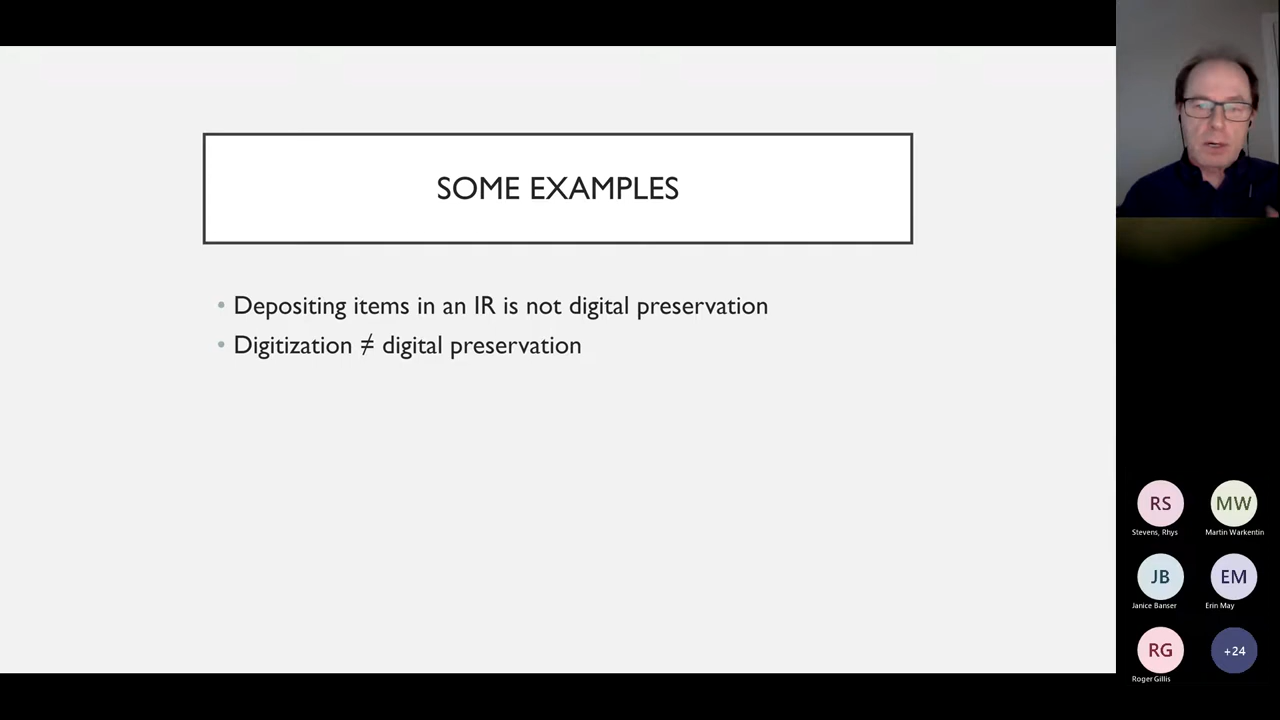 SOME EXAMPLES
• Depositing items in an IR is not digital preservation
• Digitization ≠ digital preservation
RS
MW
Stevens, Rhys
Martin Warkentin
JB
EM
Janice Banser
Erin May
RG
+24
Roger Gillis